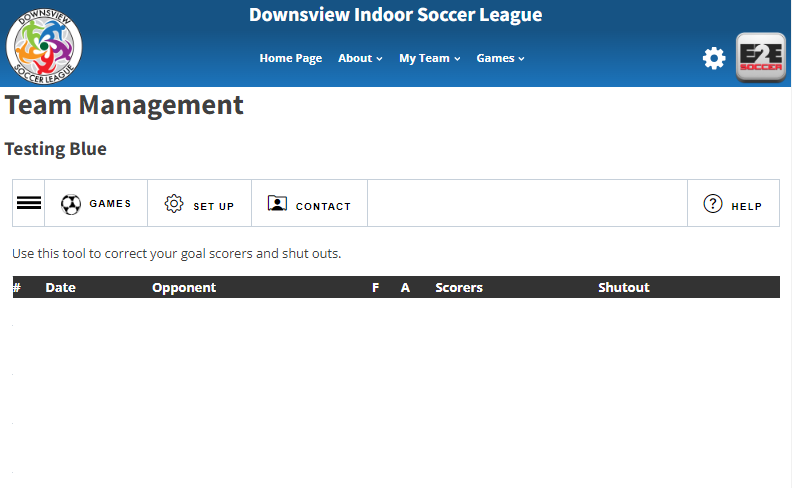 DOWNSVIEW
SOCCER LEAGUE
Downsview Indoor Soccer League
Home Page About My Team Games
E2E
SOCCER
Team Management
Testing Blue
GAMES SET UP CONTACT HELP
Use this tool to correct your goal scorers and shut outs.
# Date Opponent F A Scorers Shutout